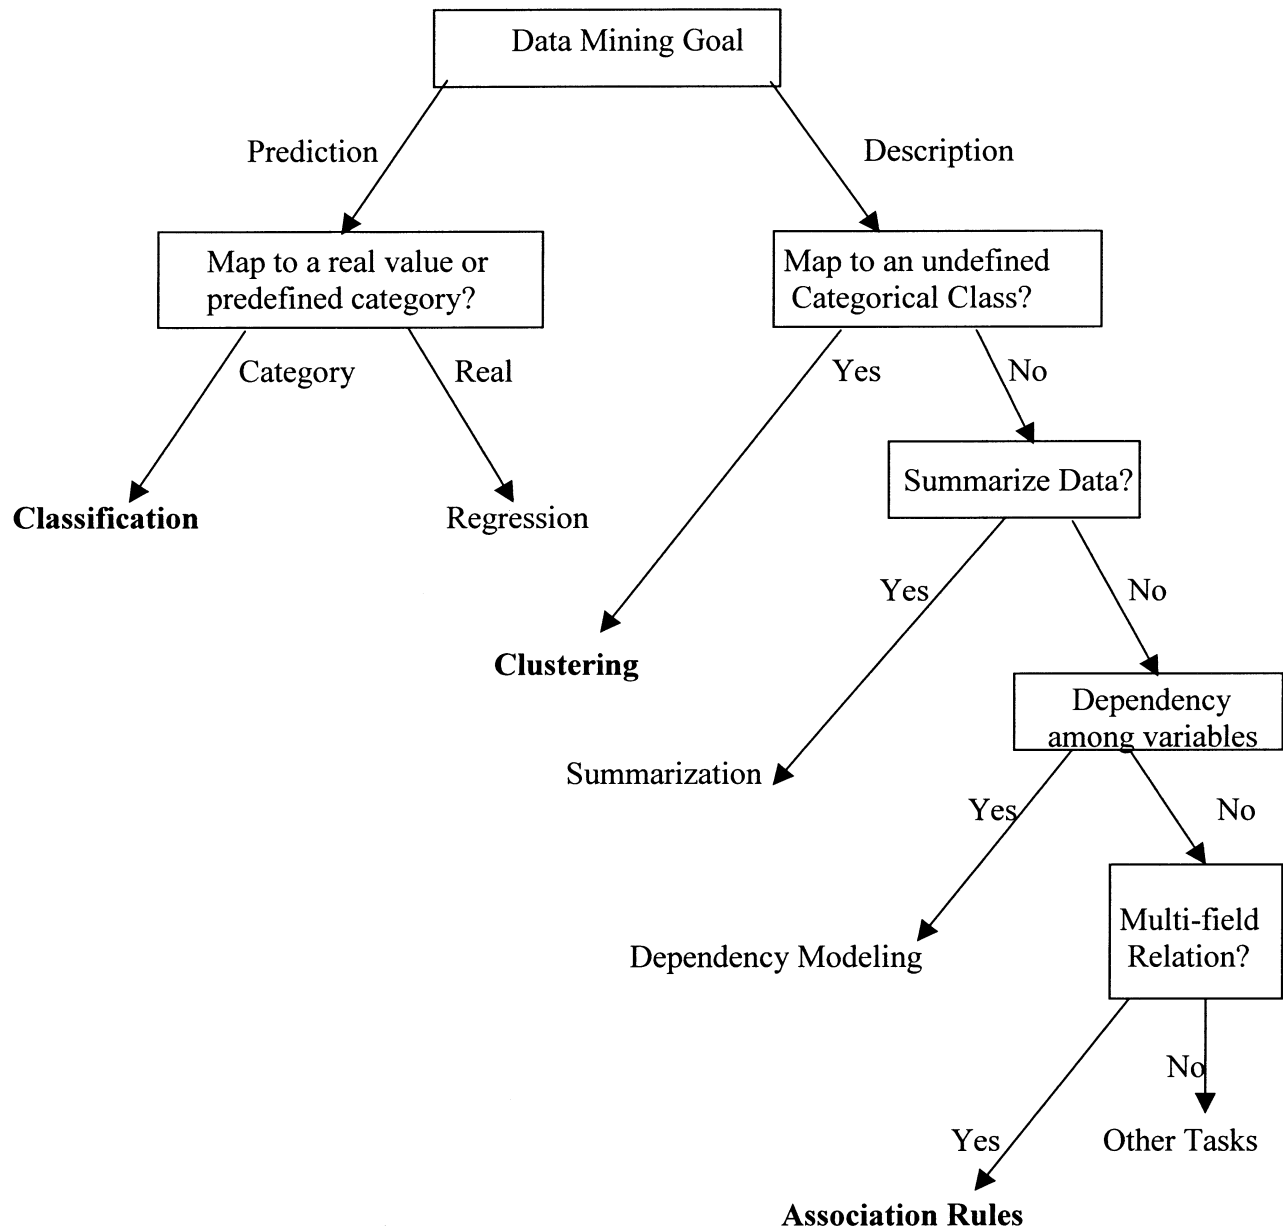 Data Mining Goal
Prediction
Description
Map to a real value or
predefined category?
Map to an undefined
Categorical Class?
Category
Real
Yes
No
Classification
Regression
Summarize Data?
Yes
No
Clustering
Dependency
among variables
Summarization
Yes
No
Multi-field
Relation?
Dependency Modeling
No
Yes
Other Tasks
Association Rules